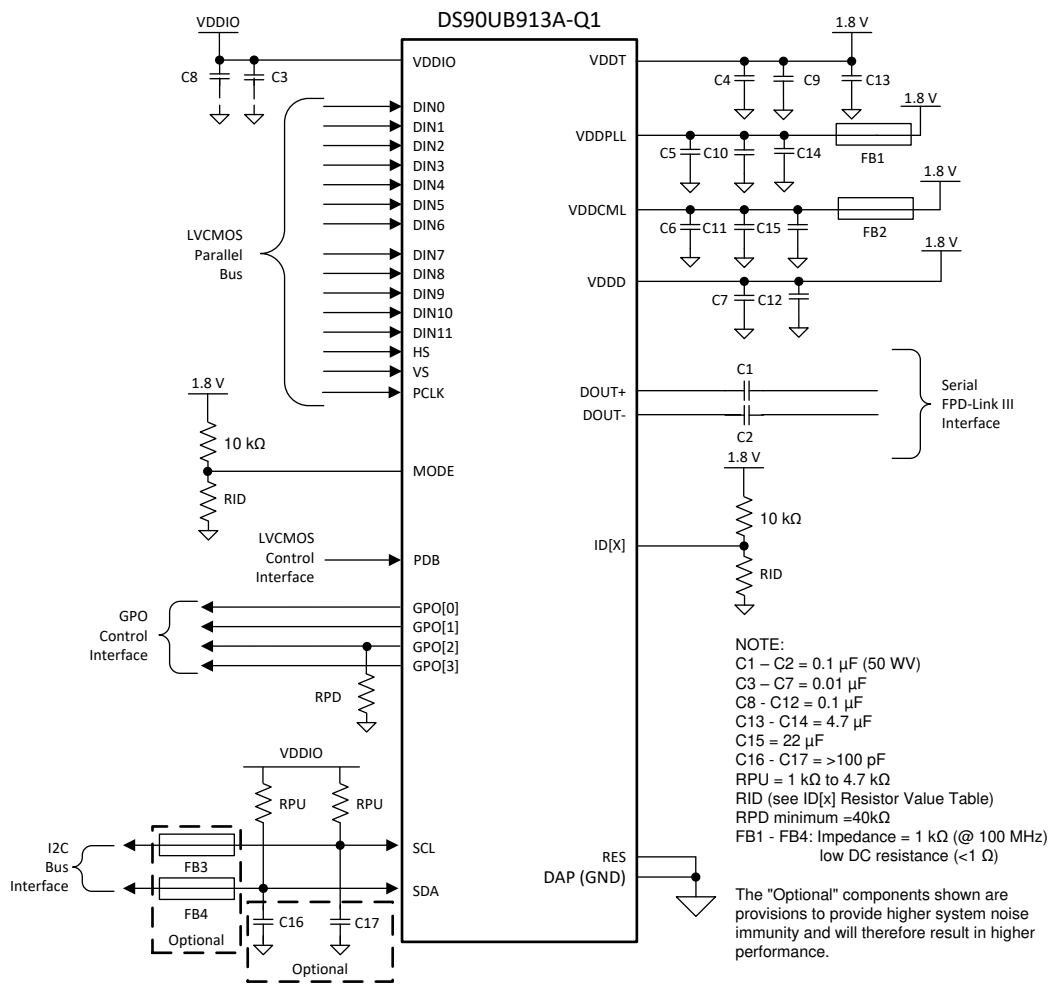 DS90UB913A-Q1
VDDIO
C8
C3
VDDIO
LVCMOS
Parallel
Bus
DIN0
DIN1
DIN2
DIN3
DIN4
DIN5
DIN6
DIN7
DIN8
DIN9
DIN10
DIN11
HS
VS
PCLK
1.8 V
10 kΩ
RID
MODE
LVCMOS
Control
Interface
PDB
GPO
Control
Interface
GPO[0]
GPO[1]
GPO[2]
GPO[3]
RPD
VDDIO
RPU
RPU
I2C
Bus
Interface
FB3
FB4
Optional
SCL
SDA
C16
C17
Optional
1.8 V
VDDT
C4
C9
C13
1.8 V
VDDPLL
C5
C10
C14
FB1
1.8 V
VDDCML
C6
C11
C15
FB2
1.8 V
VDDD
C7
C12
C1
DOUT+
DOUT-
C2
Serial
FPD-Link III
Interface
1.8 V
10 kΩ
ID[X]
RID
RES
DAP (GND)
NOTE:
C1 – C2 = 0.1 µF (50 WV)
C3 – C7 = 0.01 µF
C8 - C12 = 0.1 µF
C13 - C14 = 4.7 µF
C15 = 22 µF
C16 - C17 = >100 pF
RPU = 1 kΩ to 4.7 kΩ
RID (see ID[x] Resistor Value Table)
RPD minimum =40kΩ
FB1 - FB4: Impedance = 1 kΩ (@ 100 MHz)
low DC resistance (<1 Ω)
The "Optional" components shown are
provisions to provide higher system noise
immunity and will therefore result in higher
performance.